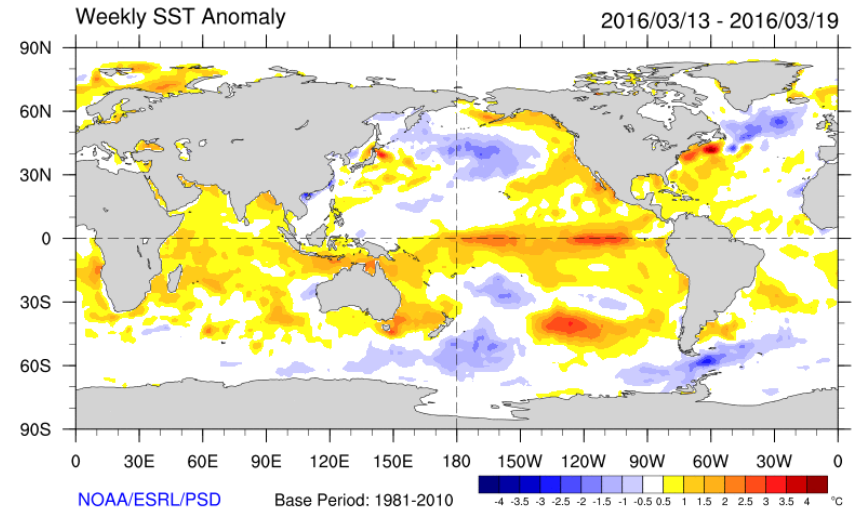 Weekly SST Anomaly 2016/03/13 - 2016/03/19
90N
60N
30N
0
30S
60S
90S
0 30E 60E 90E 120E 150E 180 150W 120W 90W 60W 30W 0
NOAA/ESRL/PSD Base Period: 1981-2010
-4 -3.5 -3 -2.5 -2 -1.5 -1 -0.5 0.5 1 1.5 2 2.5 3 3.5 4 °C